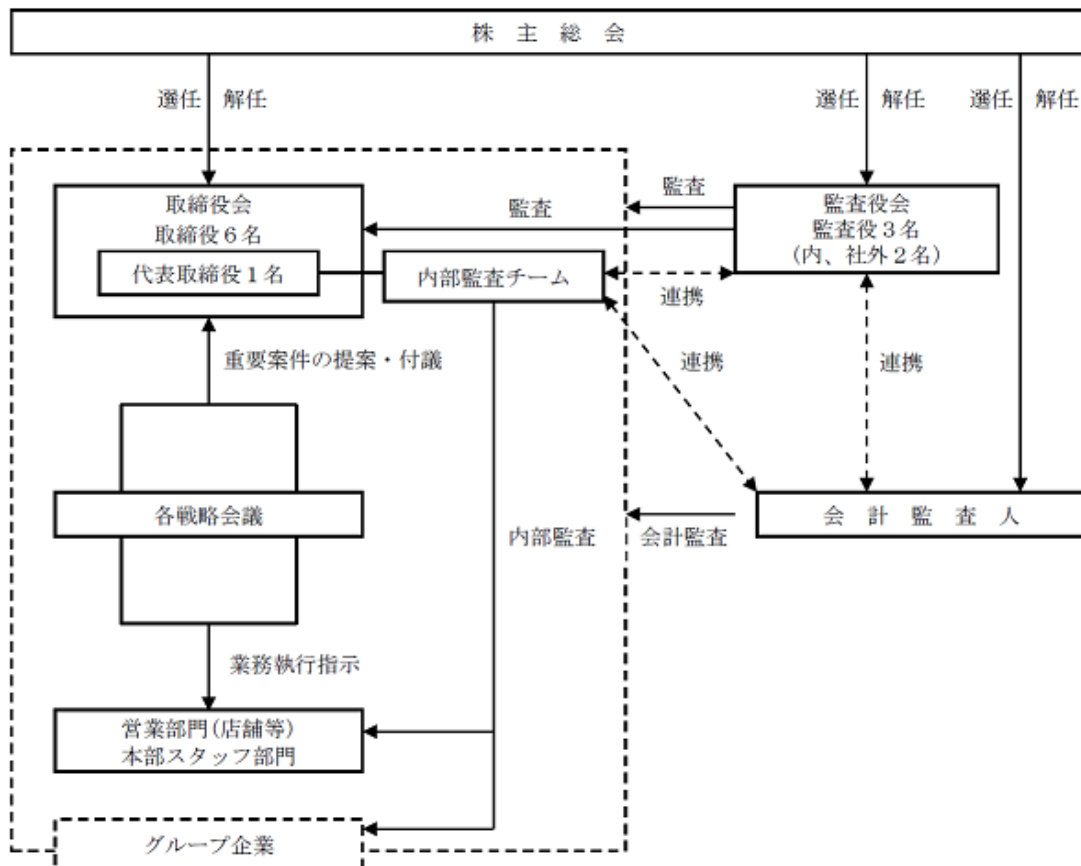 株 主 総 会
選任 解任
選任 解任
選任 解任
取締役会
取締役６名
代表取締役１名
監査
監査
監査役会
監査役３名
(内、社外２名)
内部監査チーム
連携
重要案件の提案・付議
連携
連携
各戦略会議
会 計 監 査 人
内部監査
会計監査
業務執行指示
営業部門(店舗等)
本部スタッフ部門
グループ企業